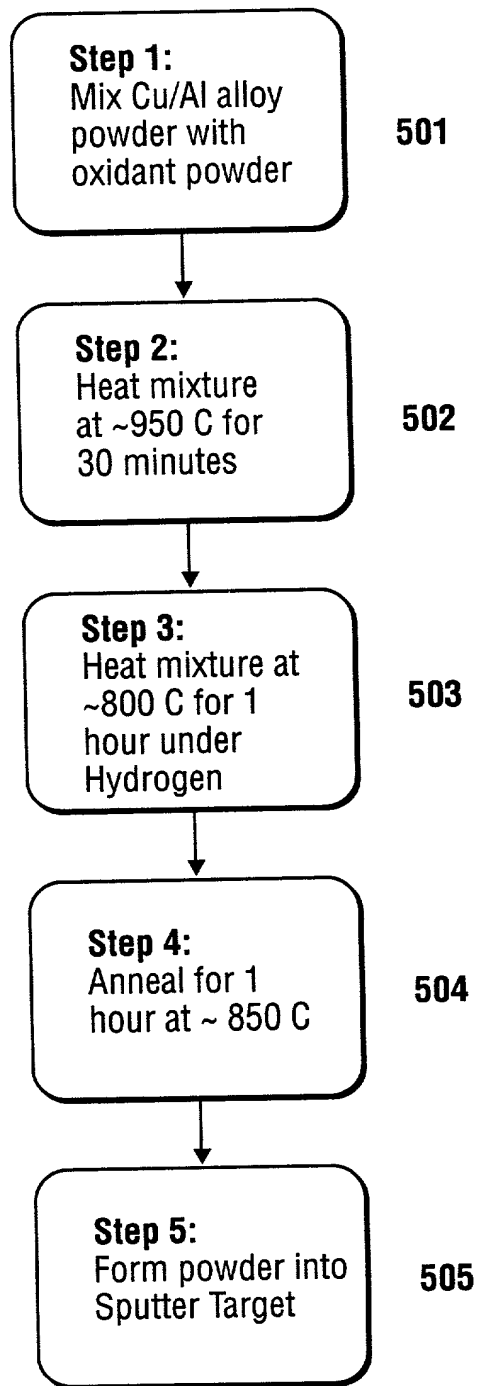 Step 1:
Mix Cu/Al alloy
powder with
oxidant powder
501
Step 2:
Heat mixture
at ~950 C for
30 minutes
502
Step 3:
Heat mixture at
~800 C for 1
hour under
Hydrogen
503
Step 4:
Anneal for 1
hour at ~ 850 C
504
Step 5:
Form powder into
Sputter Target
505